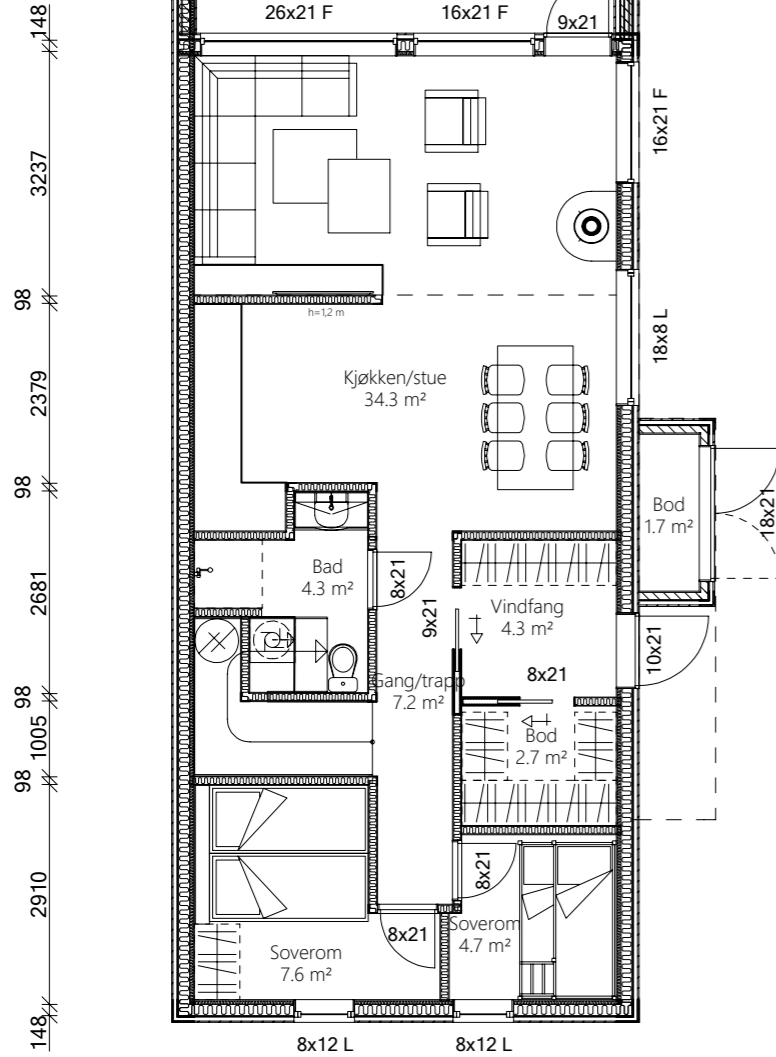 148
26x21 F
16x21 F
9x21
16x21 F
3237
98
h=1,2 m
18x8 L
2379
Kjøkken/stue
34.3 m²
98
Bod
1.7 m²
18x21
2681
Bad
4.3 m²
8x21
9x21
Vindfang
4.3 m²
10x21
8x21
Gang/trapp
7.2 m²
98
1005
Bod
2.7 m²
98
2910
8x21
8x21
Soverom
4.7 m²
Soverom
7.6 m²
148
8x12 L
8x12 L